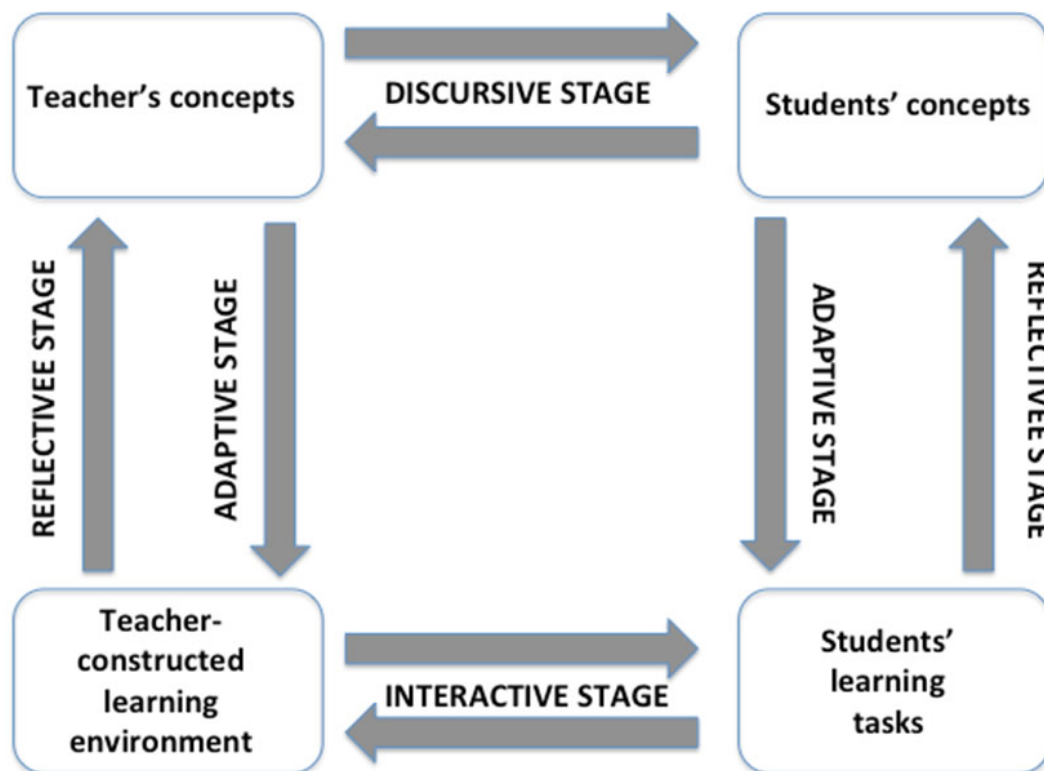 Teacher's concepts
DISCURSIVE STAGE
Students' concepts
REFLECTIVEE STAGE
ADAPTIVE STAGE
ADAPTIVE STAGE
REFLECTIVEE STAGE
Teacher-
constructed
learning
environment
INTERACTIVE STAGE
Students'
learning
tasks